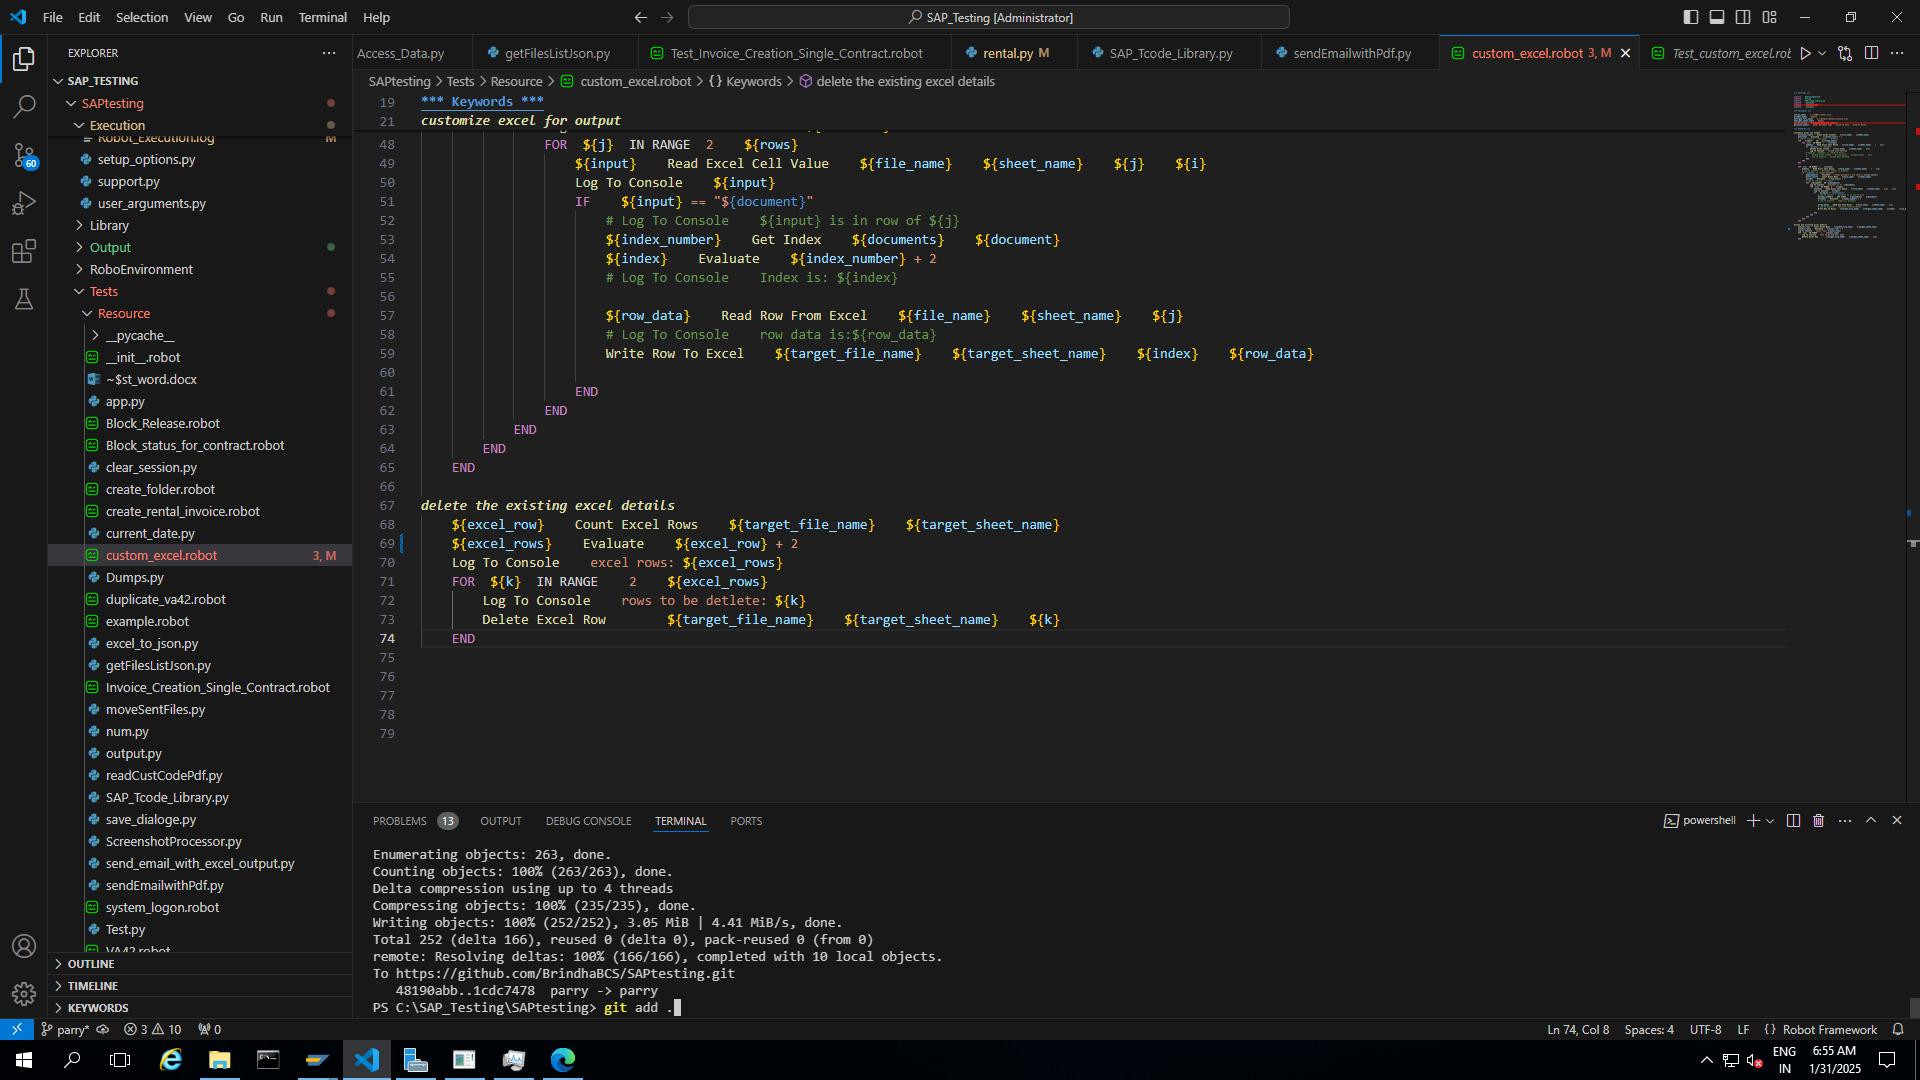 File Edit Selection View Go Run Terminal Help
SAP_Testing [Administrator]
EXPLORER
Access_Data.py
getFilesListJson.py
Test_Invoice_Creation_Single_Contract.robot
rental.py M
SAP_Tcode_Library.py
sendEmailwithPdf.py
custom_excel.robot 3, M
Test_custom_excel.rob
SAP_TESTING
SAPtesting > Tests > Resource > custom_excel.robot > {} Keywords > delete the existing excel details
SAPtesting
Execution
Robot_Execution.log M
setup_options.py
support.py
user_arguments.py
Library
Output
RoboEnvironment
Tests
Resource
__pycache__
__init__.robot
~$st_word.docx
app.py
Block_Release.robot
Block_status_for_contract.robot
clear_session.py
create_folder.robot
create_rental_invoice.robot
current_date.py
custom_excel.robot 3, M
Dumps.py
duplicate_va42.robot
example.robot
excel_to_json.py
getFilesListJson.py
Invoice_Creation_Single_Contract.robot
moveSentFiles.py
num.py
output.py
readCustCodePdf.py
SAP_Tcode_Library.py
save_dialoge.py
ScreenshotProcessor.py
send_email_with_excel_output.py
sendEmailwithPdf.py
system_logon.robot
Test.py
VA42.robot
OUTLINE
TIMELINE
KEYWORDS
19 *** Keywords ***
21 customize excel for output
48 FOR ${j} IN RANGE 2 ${rows}
49 ${input} Read Excel Cell Value ${file_name} ${sheet_name} ${j} ${i}
50 Log To Console ${input}
51 IF ${input} == "${document}"
52 # Log To Console ${input} is in row of ${j}
53 ${index_number} Get Index ${documents} ${document}
54 ${index} Evaluate ${index_number} + 2
55 # Log To Console Index is: ${index}
56
57 ${row_data} Read Row From Excel ${file_name} ${sheet_name} ${j}
58 # Log To Console row data is:${row_data}
59 Write Row To Excel ${target_file_name} ${target_sheet_name} ${index} ${row_data}
60
61 END
62 END
63 END
64 END
65 END
66
67 delete the existing excel details
68 ${excel_row} Count Excel Rows ${target_file_name} ${target_sheet_name}
69 ${excel_rows} Evaluate ${excel_row} + 2
70 Log To Console excel rows: ${excel_rows}
71 FOR ${k} IN RANGE 2 ${excel_rows}
72 Log To Console rows to be detlete: ${k}
73 Delete Excel Row ${target_file_name} ${target_sheet_name} ${k}
74 END
75
76
77
78
79
PROBLEMS 13 OUTPUT DEBUG CONSOLE TERMINAL PORTS
powershell
Enumerating objects: 263, done.
Counting objects: 100% (263/263), done.
Delta compression using up to 4 threads
Compressing objects: 100% (235/235), done.
Writing objects: 100% (252/252), 3.05 MiB | 4.41 MiB/s, done.
Total 252 (delta 166), reused 0 (delta 0), pack-reused 0 (from 0)
remote: Resolving deltas: 100% (166/166), completed with 10 local objects.
To https://github.com/BrindhaBCS/SAPtesting.git
48190abb..1cdc7478 parry -> parry
PS C:\SAP_Testing\SAPtesting> git add .
60
parry* 3 10 0
Ln 74, Col 8 Spaces: 4 UTF-8 LF {} Robot Framework
ENG
IN
6:55 AM
1/31/2025